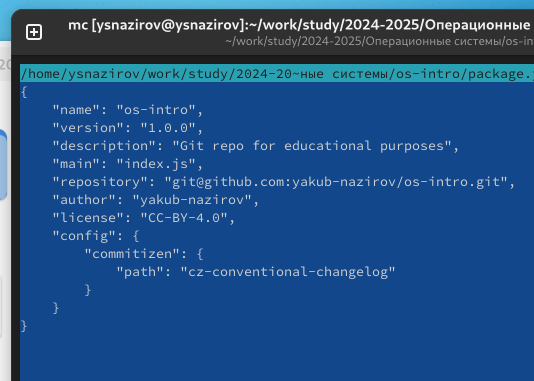 mc [ysnazirov@ysnazirov]:~/work/study/2024-2025/Операционные
~/work/study/2024-2025/Операционные системы/os-in
/home/ysnazirov/work/study/2024-20~ные системы/os-intro/package.
{
    "name": "os-intro",
    "version": "1.0.0",
    "description": "Git repo for educational purposes",
    "main": "index.js",
    "repository": "git@github.com:yakub-nazirov/os-intro.git",
    "author": "yakub-nazirov",
    "license": "CC-BY-4.0",
    "config": {
        "commitizen": {
            "path": "cz-conventional-changelog"
        }
    }
}